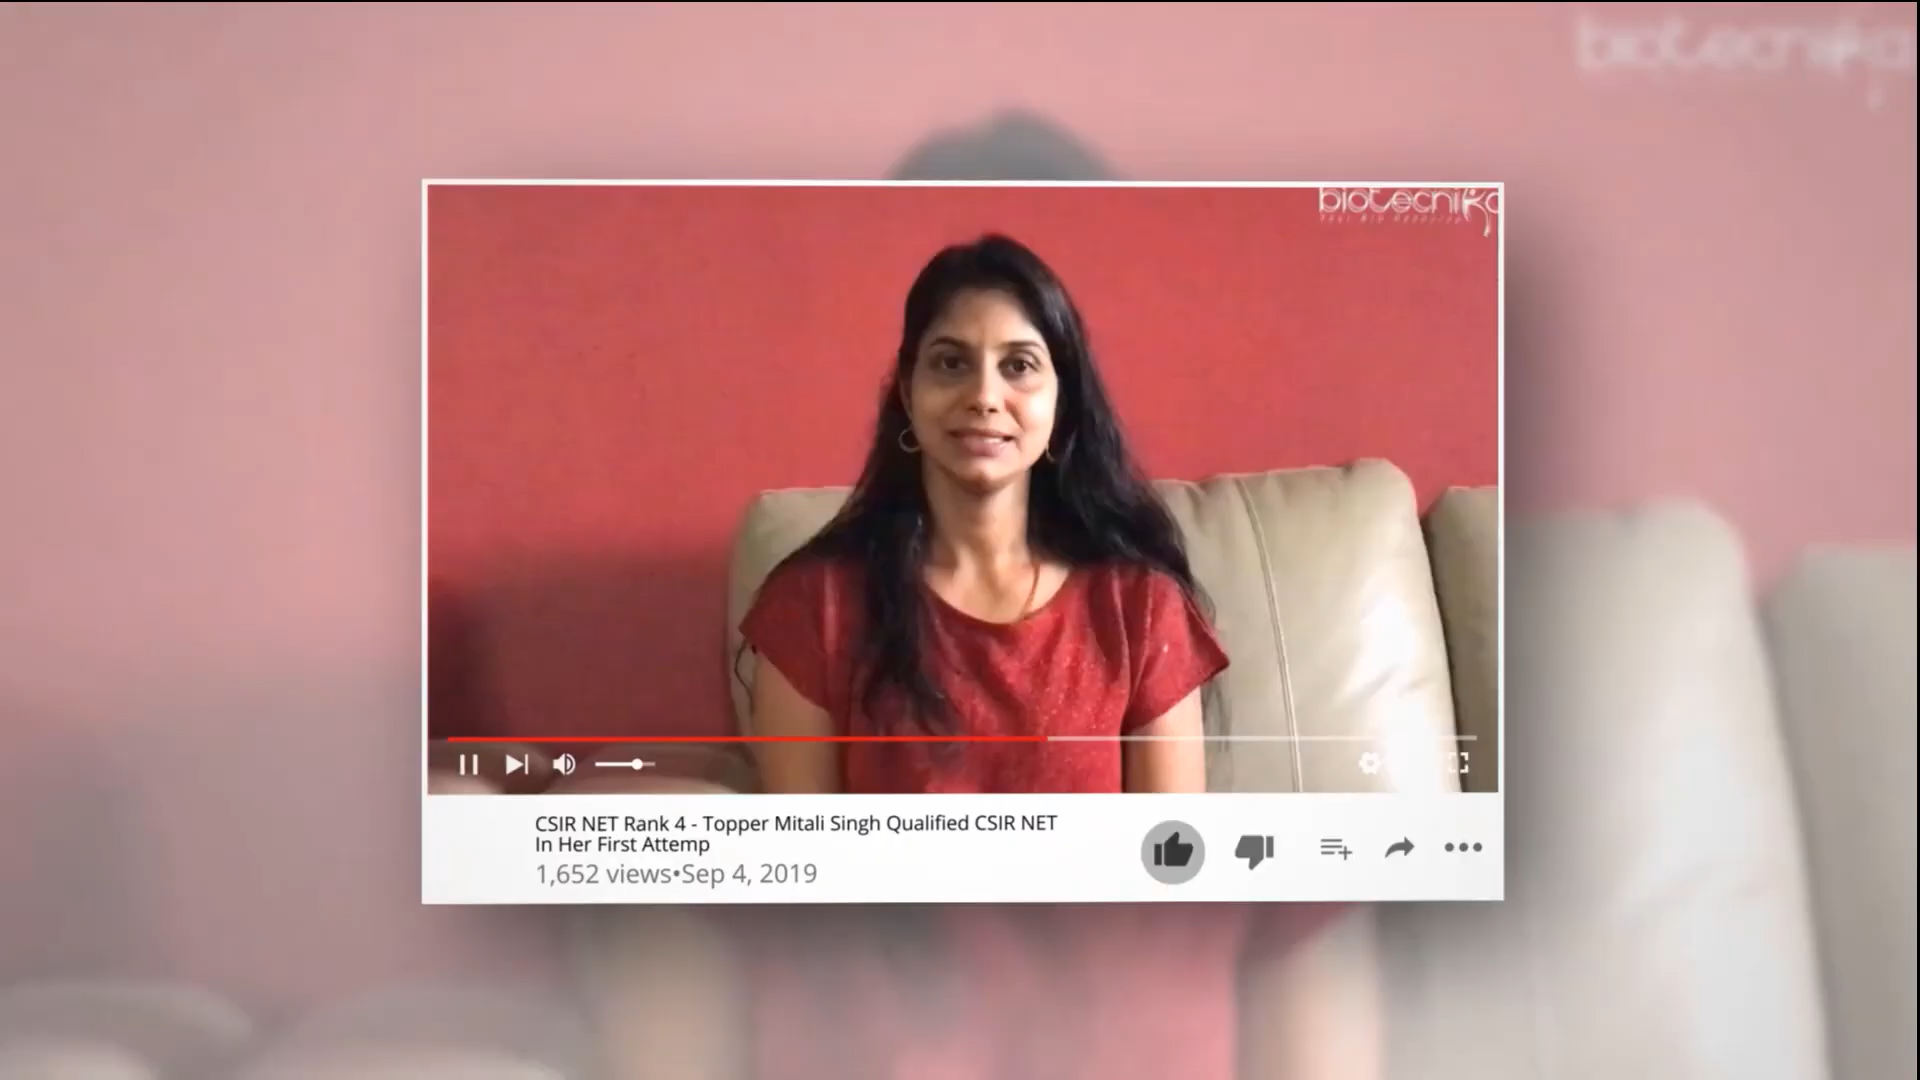 biotecnika
biotecnika
CSIR NET Rank 4 - Topper Mitali Singh Qualified CSIR NET
In Her First Attemp
1,652 views•Sep 4, 2019